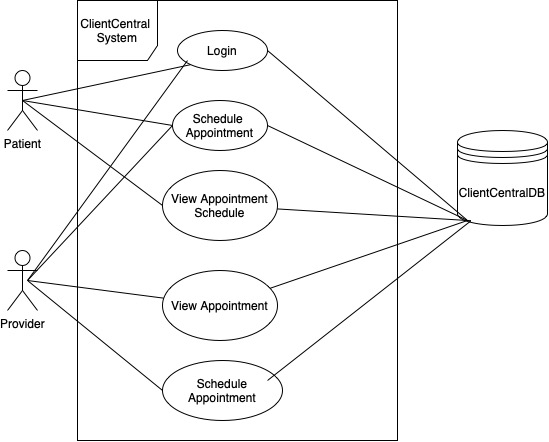 ClientCentral
System
Login
Patient
Schedule
Appointment
ClientCentralDB
View Appointment
Schedule
Provider
View Appointment
Schedule
Appointment